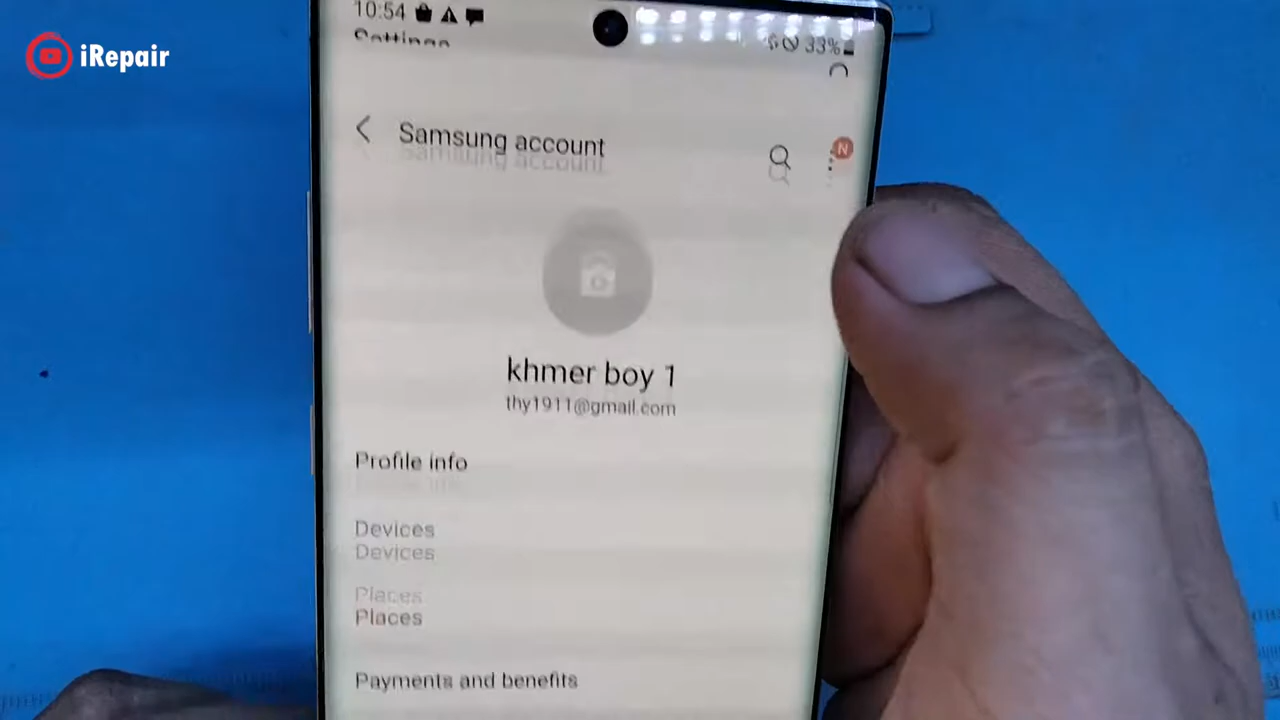 iRepair
10:54
33%
Settings
Samsung account
N
khmer boy 1
thy1911@gmail.com
Profile info
Devices
Places
Payments and benefits